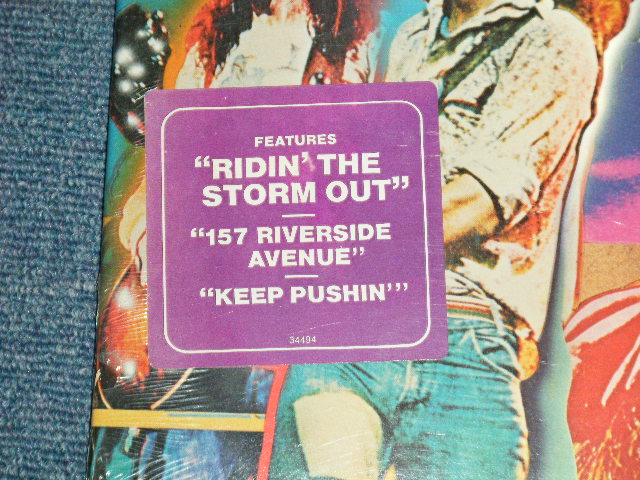 FEATURES
“RIDIN’ THE
STORM OUT”
“157 RIVERSIDE
AVENUE”
“KEEP PUSHIN’”
34494